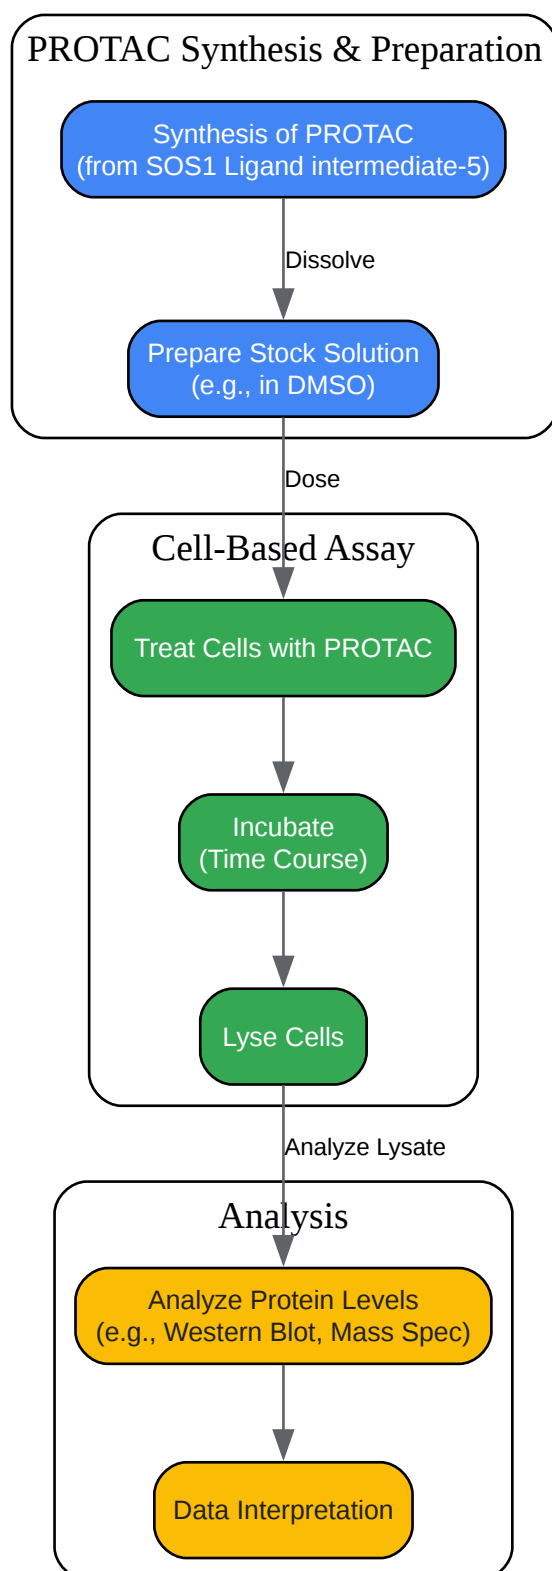 PROTAC Synthesis & Preparation
Synthesis of PROTAC
(from SOS1 Ligand intermediate-5)
Dissolve
Prepare Stock Solution
(e.g., in DMSO)
Dose
Cell-Based Assay
Treat Cells with PROTAC
Incubate
(Time Course)
Lyse Cells
Analyze Lysate
Analysis
Analyze Protein Levels
(e.g., Western Blot, Mass Spec)
Data Interpretation